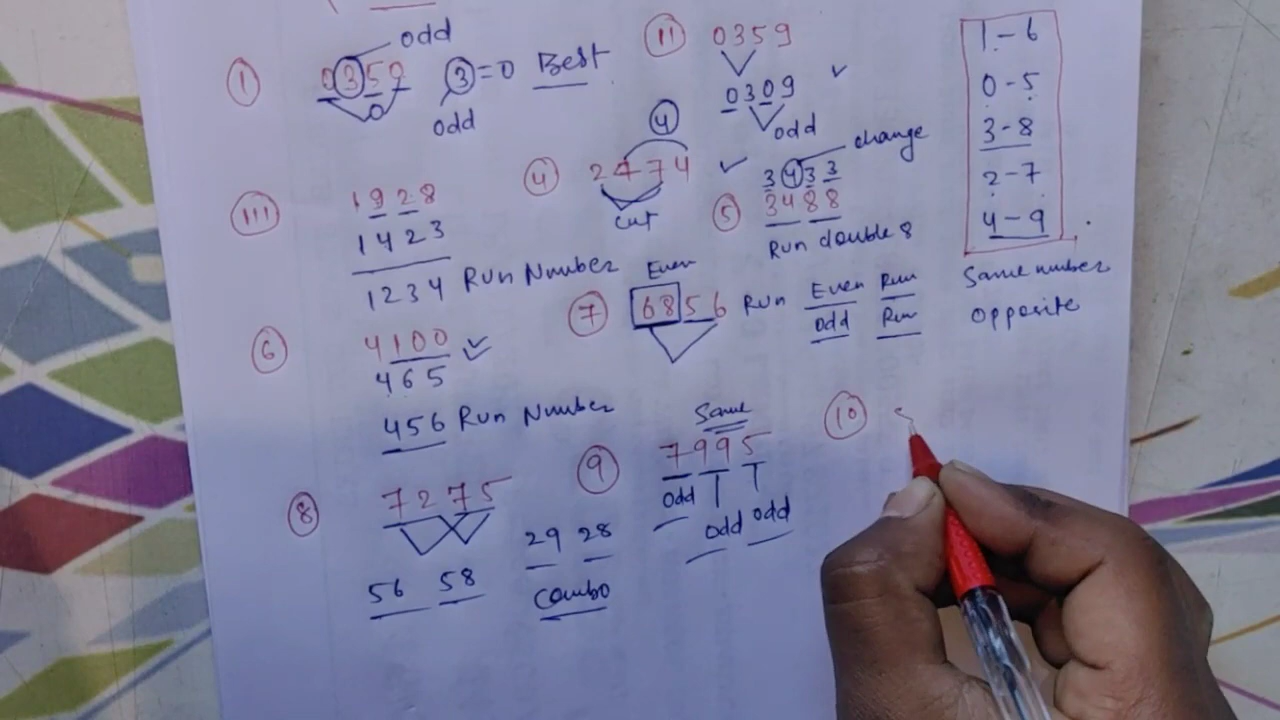 odd
① 0359 ③=0 Best
0
odd
11 0359
0309 ✓
odd
④
④ 2474 ✓
cut
change
3433
⑤ 3488
Run double 8
111 1928
1423
1234 Run Number
⑥ 4100
465
456 Run Number
Even
⑦ 6856 Run Even Run
odd Run
⑧ 7275
56 58
29 28
Combo
Same
⑨ 7995
odd
odd odd
⑩
1-6
0-5
3-8
2-7
4-9
Same number
opposite